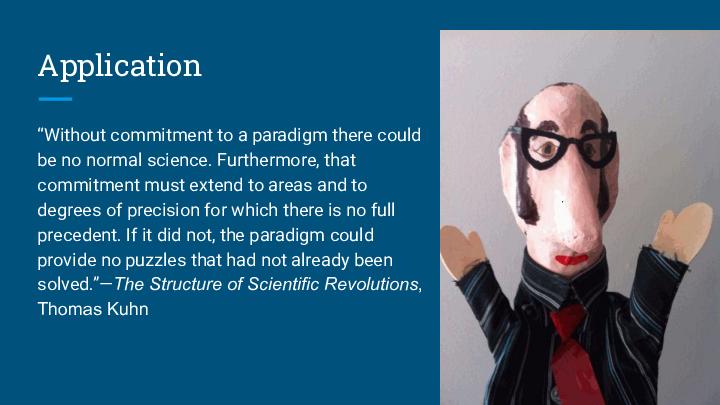 Application
“Without commitment to a paradigm there could
be no normal science. Furthermore, that
commitment must extend to areas and to
degrees of precision for which there is no full
precedent. If it did not, the paradigm could
provide no puzzles that had not already been
solved.”—The Structure of Scientific Revolutions,
Thomas Kuhn